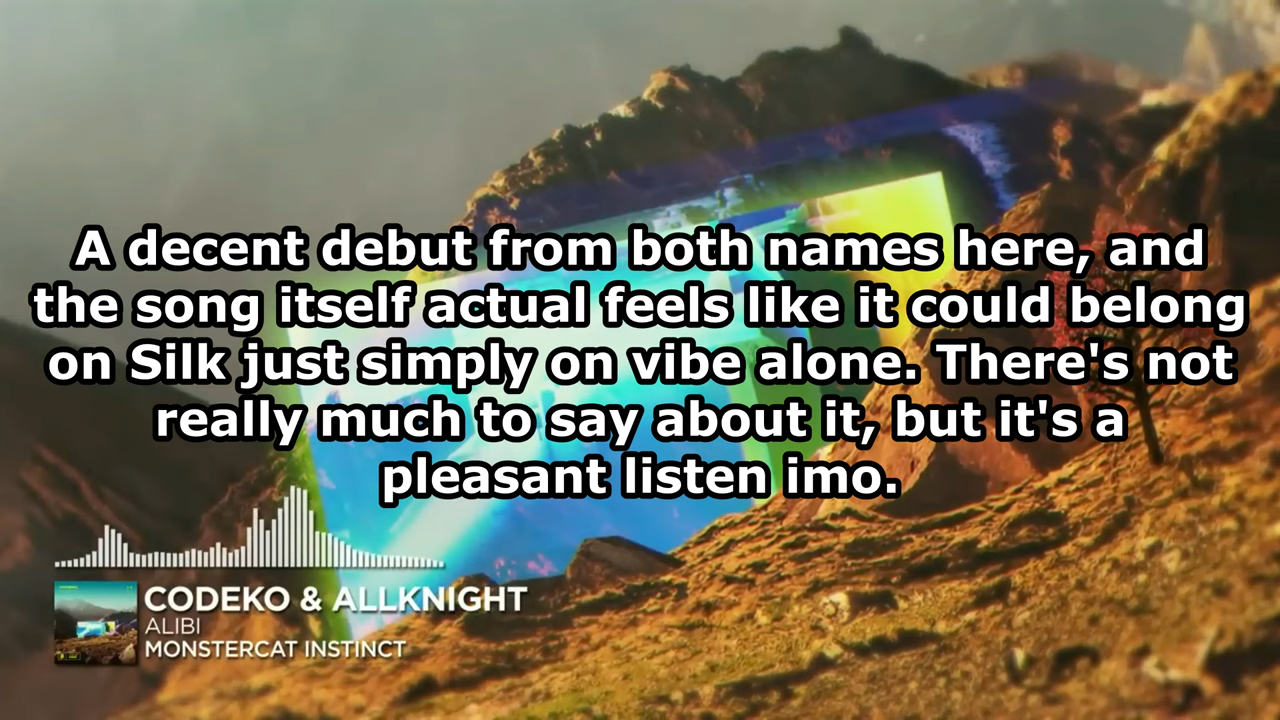 A decent debut from both names here, and
the song itself actual feels like it could belong
on Silk just simply on vibe alone. There's not
really much to say about it, but it's a
pleasant listen imo.
CODEKO & ALLKNIGHT
ALIBI
MONSTERCAT INSTINCT